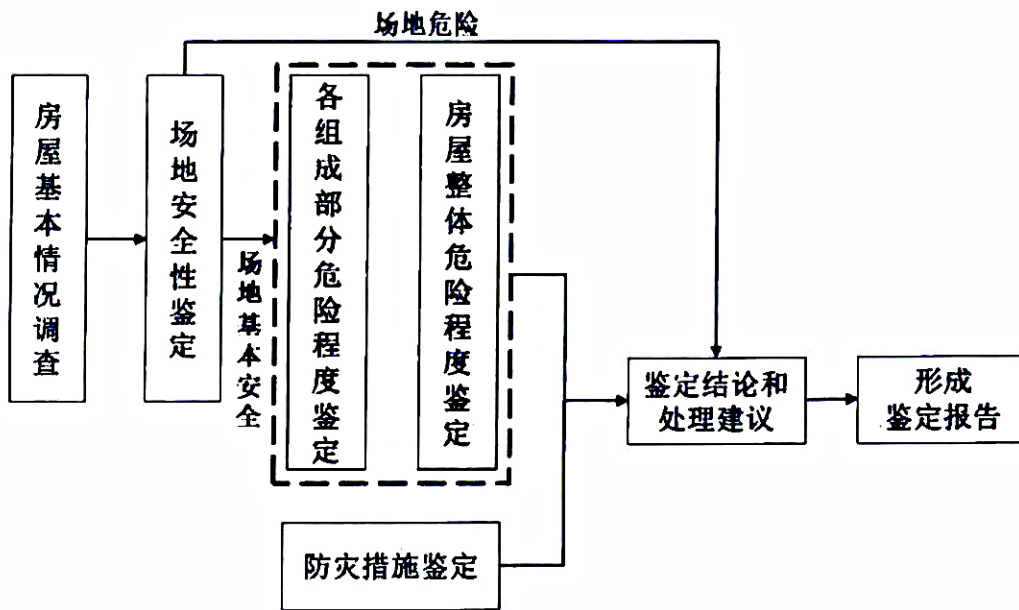 场地危险
房屋基本情况调查
场地安全性鉴定
场地基本安全
各组成部分危险程度鉴定
房屋整体危险程度鉴定
防灾措施鉴定
鉴定结论和
处理建议
形成
鉴定报告